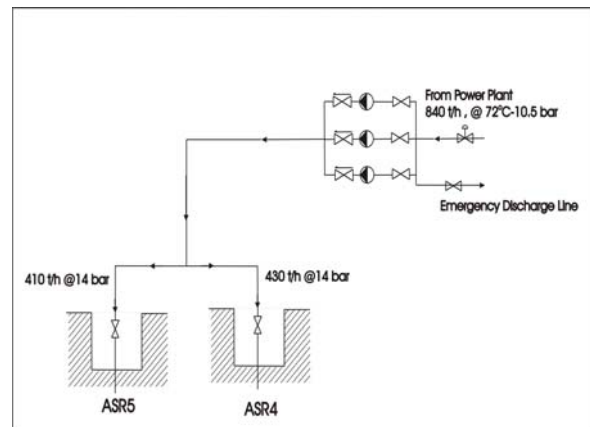 From Power Plant
840 t/h , @ 72°C-10.5 bar
Emergency Discharge Line
410 t/h @14 bar
430 t/h @14 bar
ASR5
ASR4